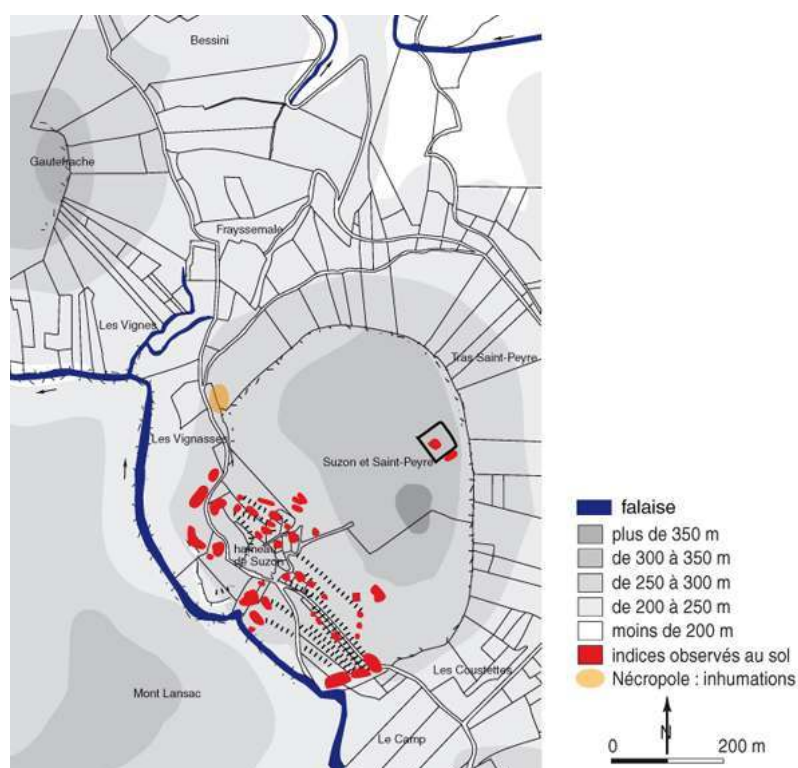 Bessini
Gautefrache
Frayssemale
Les Vignes
Tras Saint-Peyre
Les Vignasses
Suzon et Saint-Peyre
hameau
de Suzon
Les Coustettes
Mont Lansac
Le Camp
falaise
plus de 350 m
de 300 à 350 m
de 250 à 300 m
de 200 à 250 m
moins de 200 m
indices observés au sol
Nécropole : inhumations
N
0 200 m